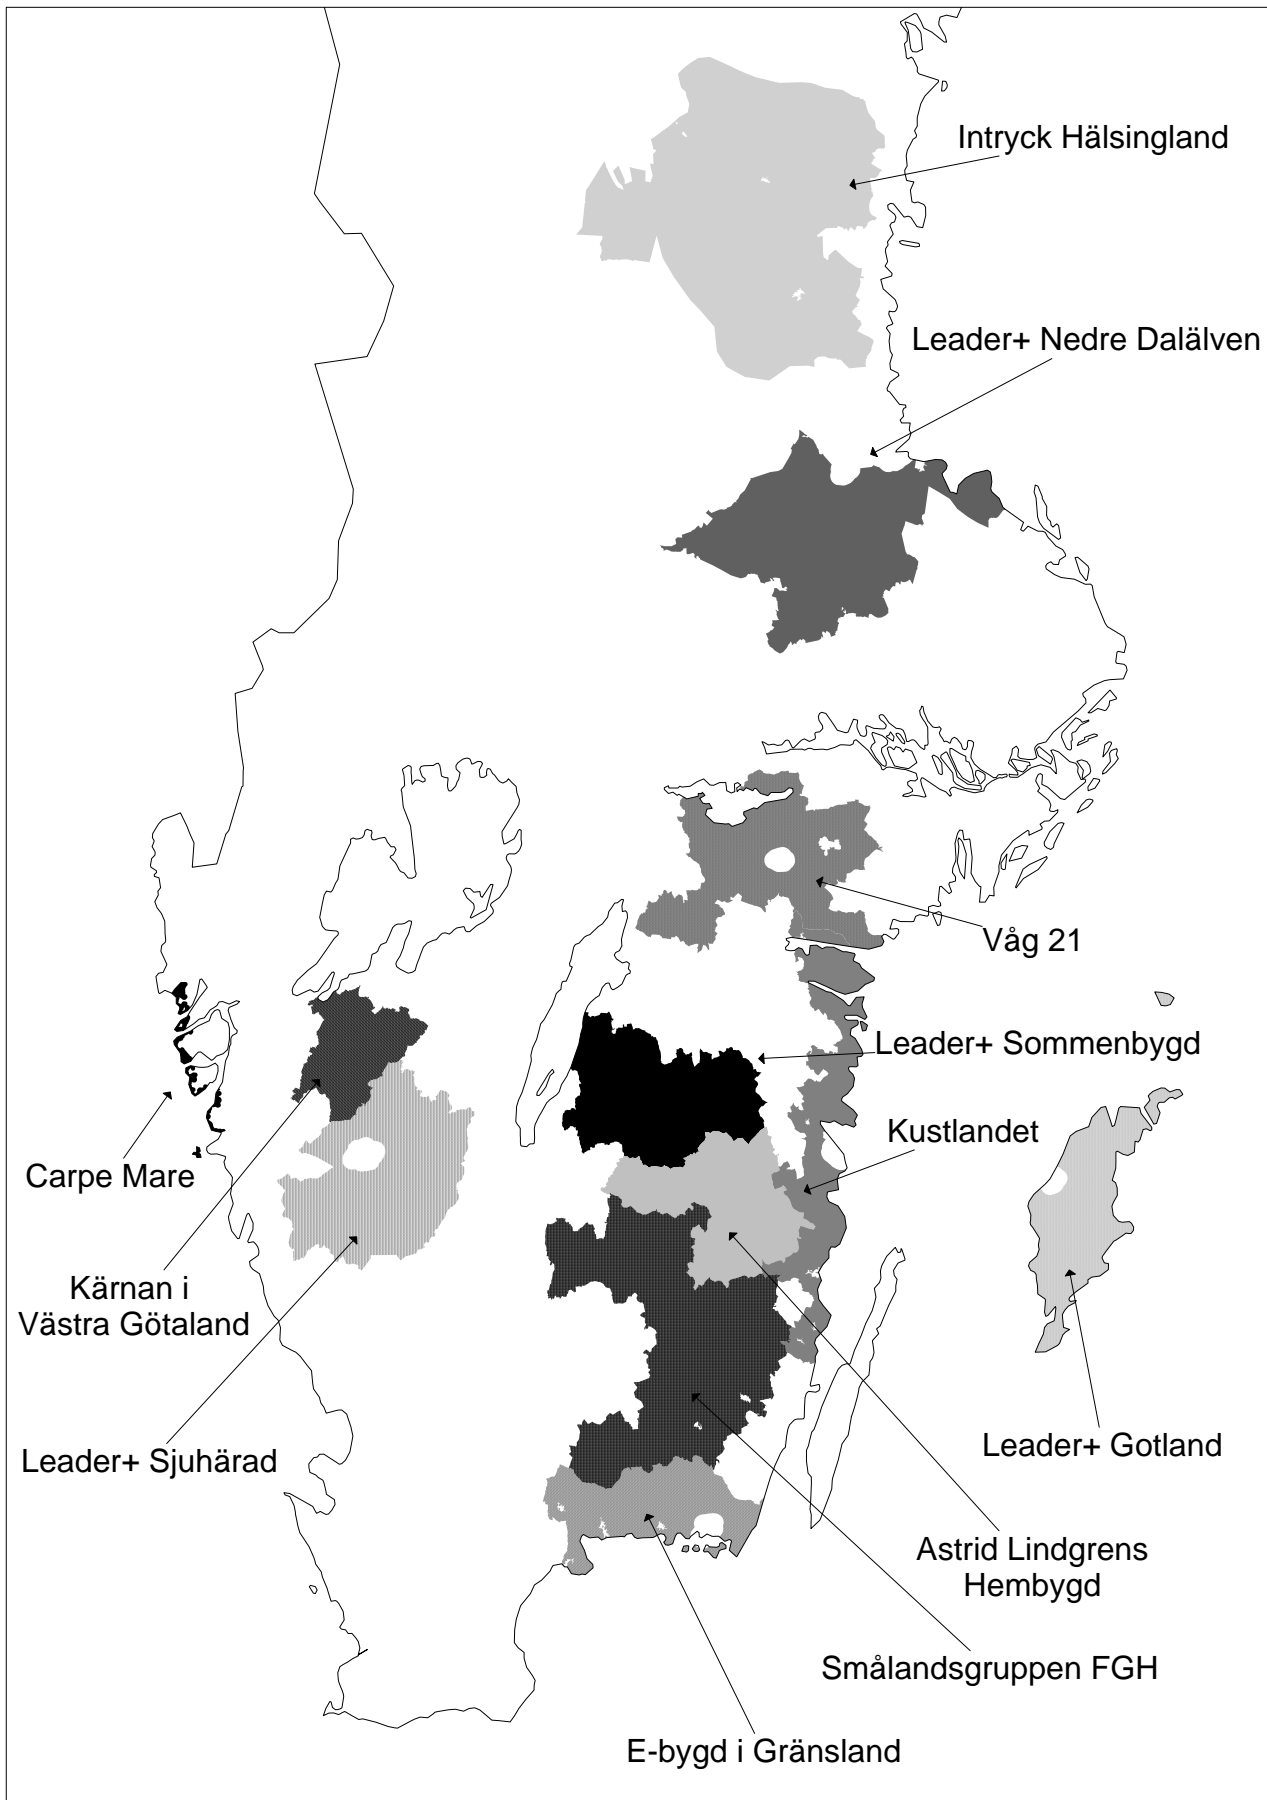 Intryck Hälsingland
Leader+ Nedre Dalälven
Våg 21
Leader+ Sommenbygd
Kustlandet
Carpe Mare
Kärnan i
Västra Götaland
Leader+ Sjuhärad
Leader+ Gotland
Astrid Lindgrens
Hembygd
Smålandsgruppen FGH
E-bygd i Gränsland